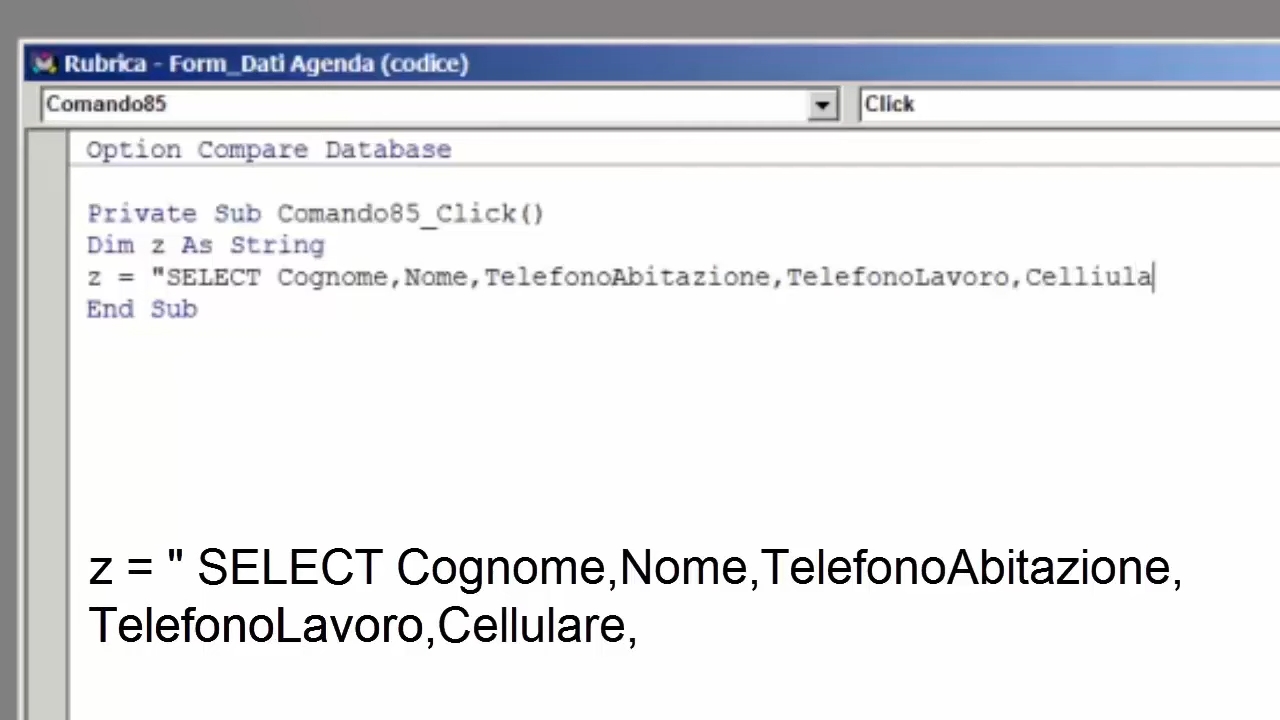 Rubrica - Form_Dati Agenda (codice)
Comando85 Click
Option Compare Database
Private Sub Comando85_Click()
Dim z As String
z = "SELECT Cognome,Nome,TelefonoAbitazione,TelefonoLavoro,Celliula
End Sub
z = " SELECT Cognome,Nome,TelefonoAbitazione,
TelefonoLavoro,Cellulare,